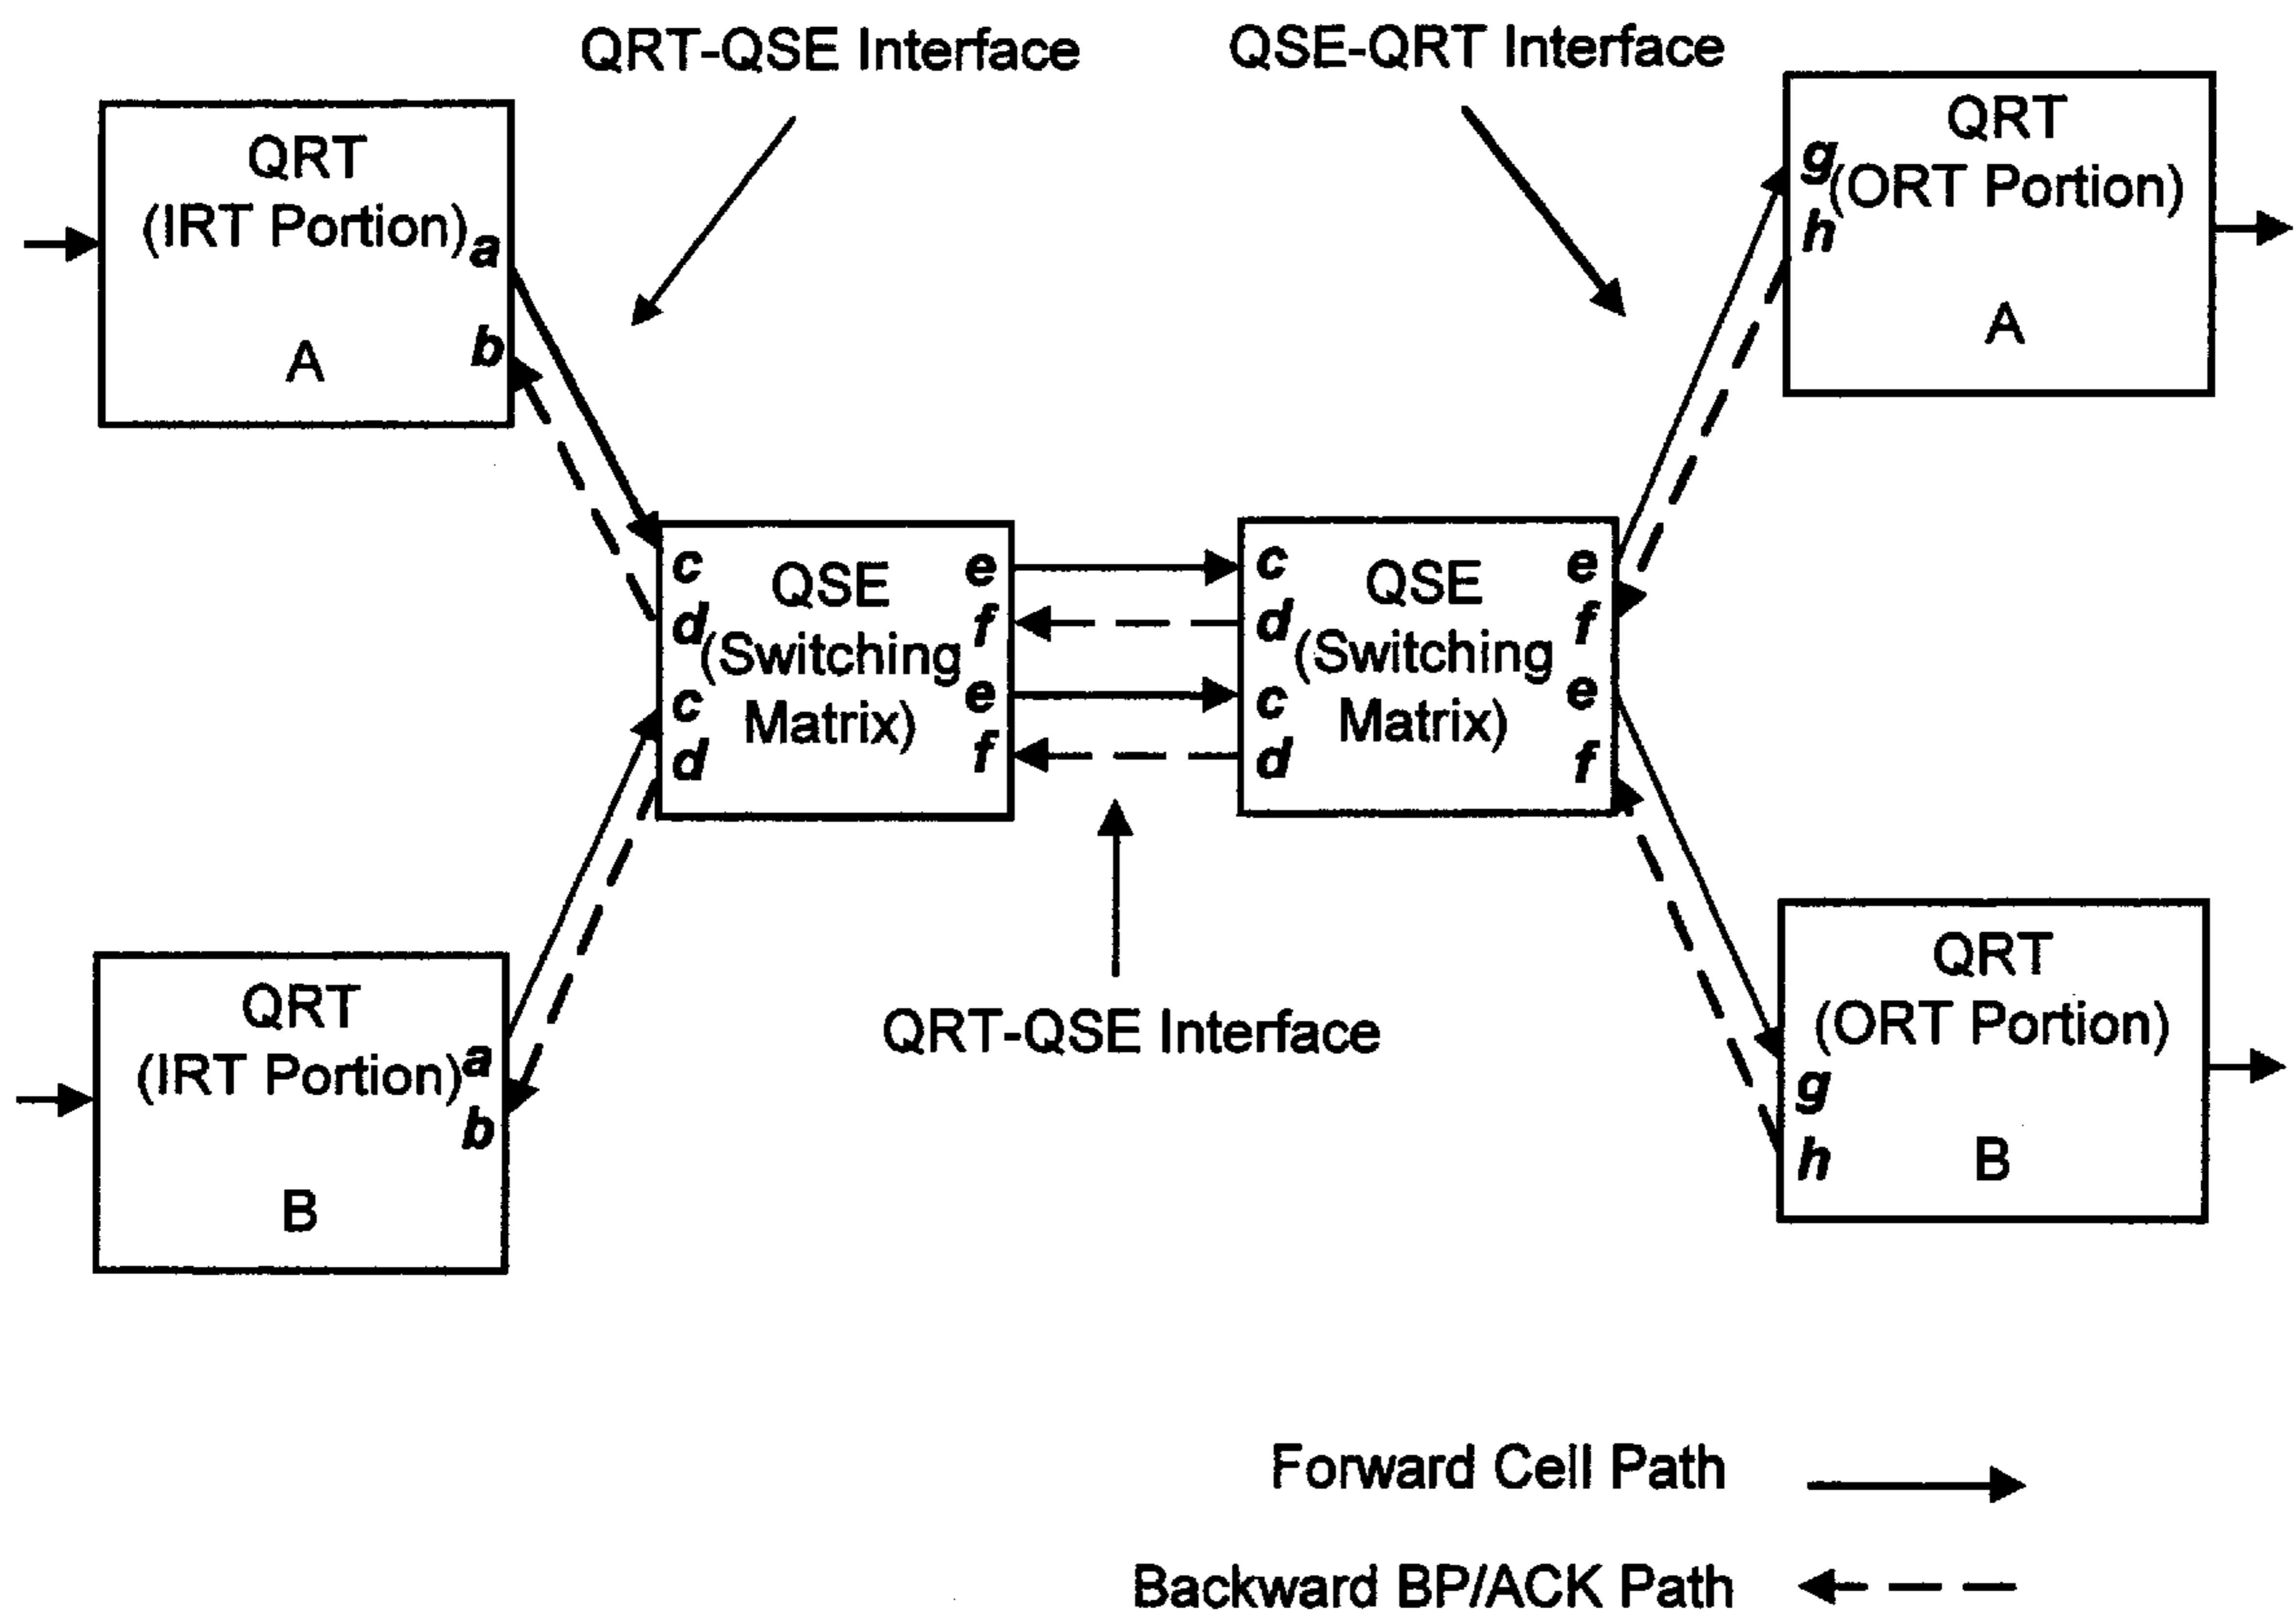 QRT-QSE Interface
QSE-QRT Interface
QRT
(IRT Portion)
a
b
A
QRT
(ORT Portion)
g
h
A
c
d
c
d
QSE
(Switching
Matrix)
e
f
e
f
c
d
c
d
QSE
(Switching
Matrix)
e
f
e
f
QRT
(IRT Portion)
a
b
B
QRT-QSE Interface
QRT
(ORT Portion)
g
h
B
Forward Cell Path
Backward BP/ACK Path